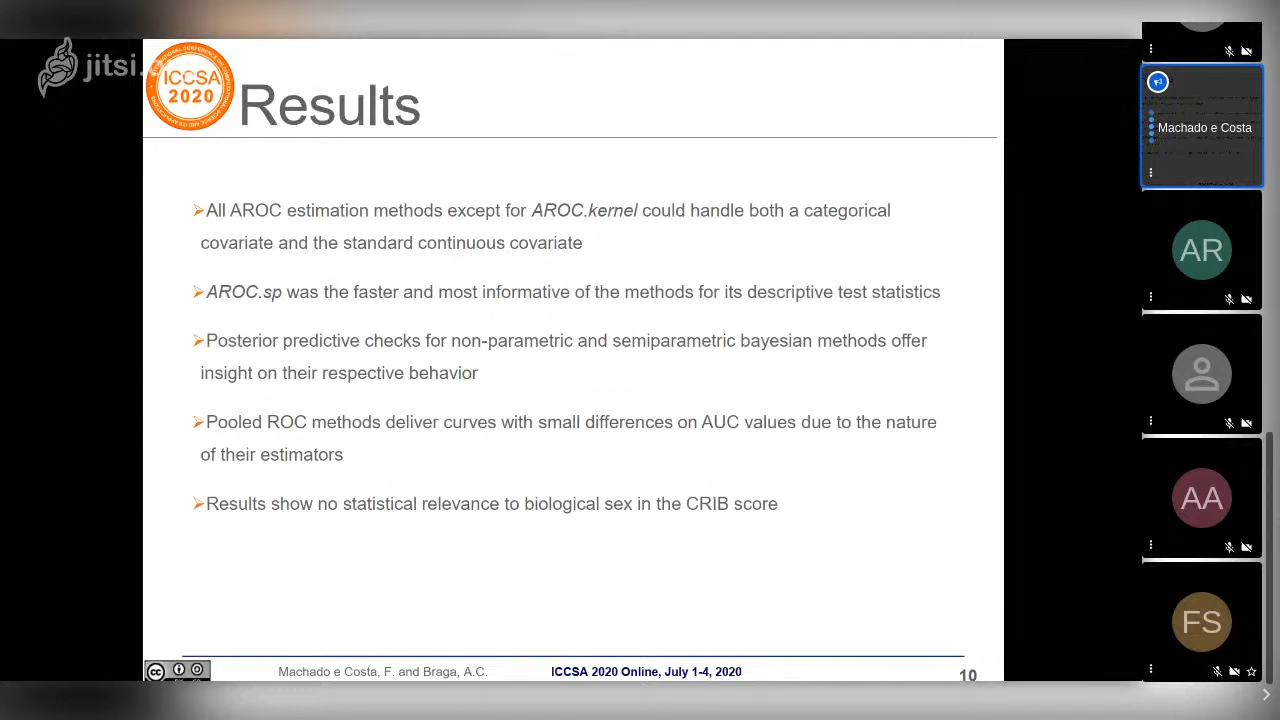 jitsi.
ICCSA
2020
Results
Machado e Costa
➢All AROC estimation methods except for AROC.kernel could handle both a categorical
covariate and the standard continuous covariate
➢AROC.sp was the faster and most informative of the methods for its descriptive test statistics
➢Posterior predictive checks for non-parametric and semiparametric bayesian methods offer
insight on their respective behavior
➢Pooled ROC methods deliver curves with small differences on AUC values due to the nature
of their estimators
➢Results show no statistical relevance to biological sex in the CRIB score
AR
AA
FS
cc
Machado e Costa, F. and Braga, A.C.
ICCSA 2020 Online, July 1-4, 2020
10